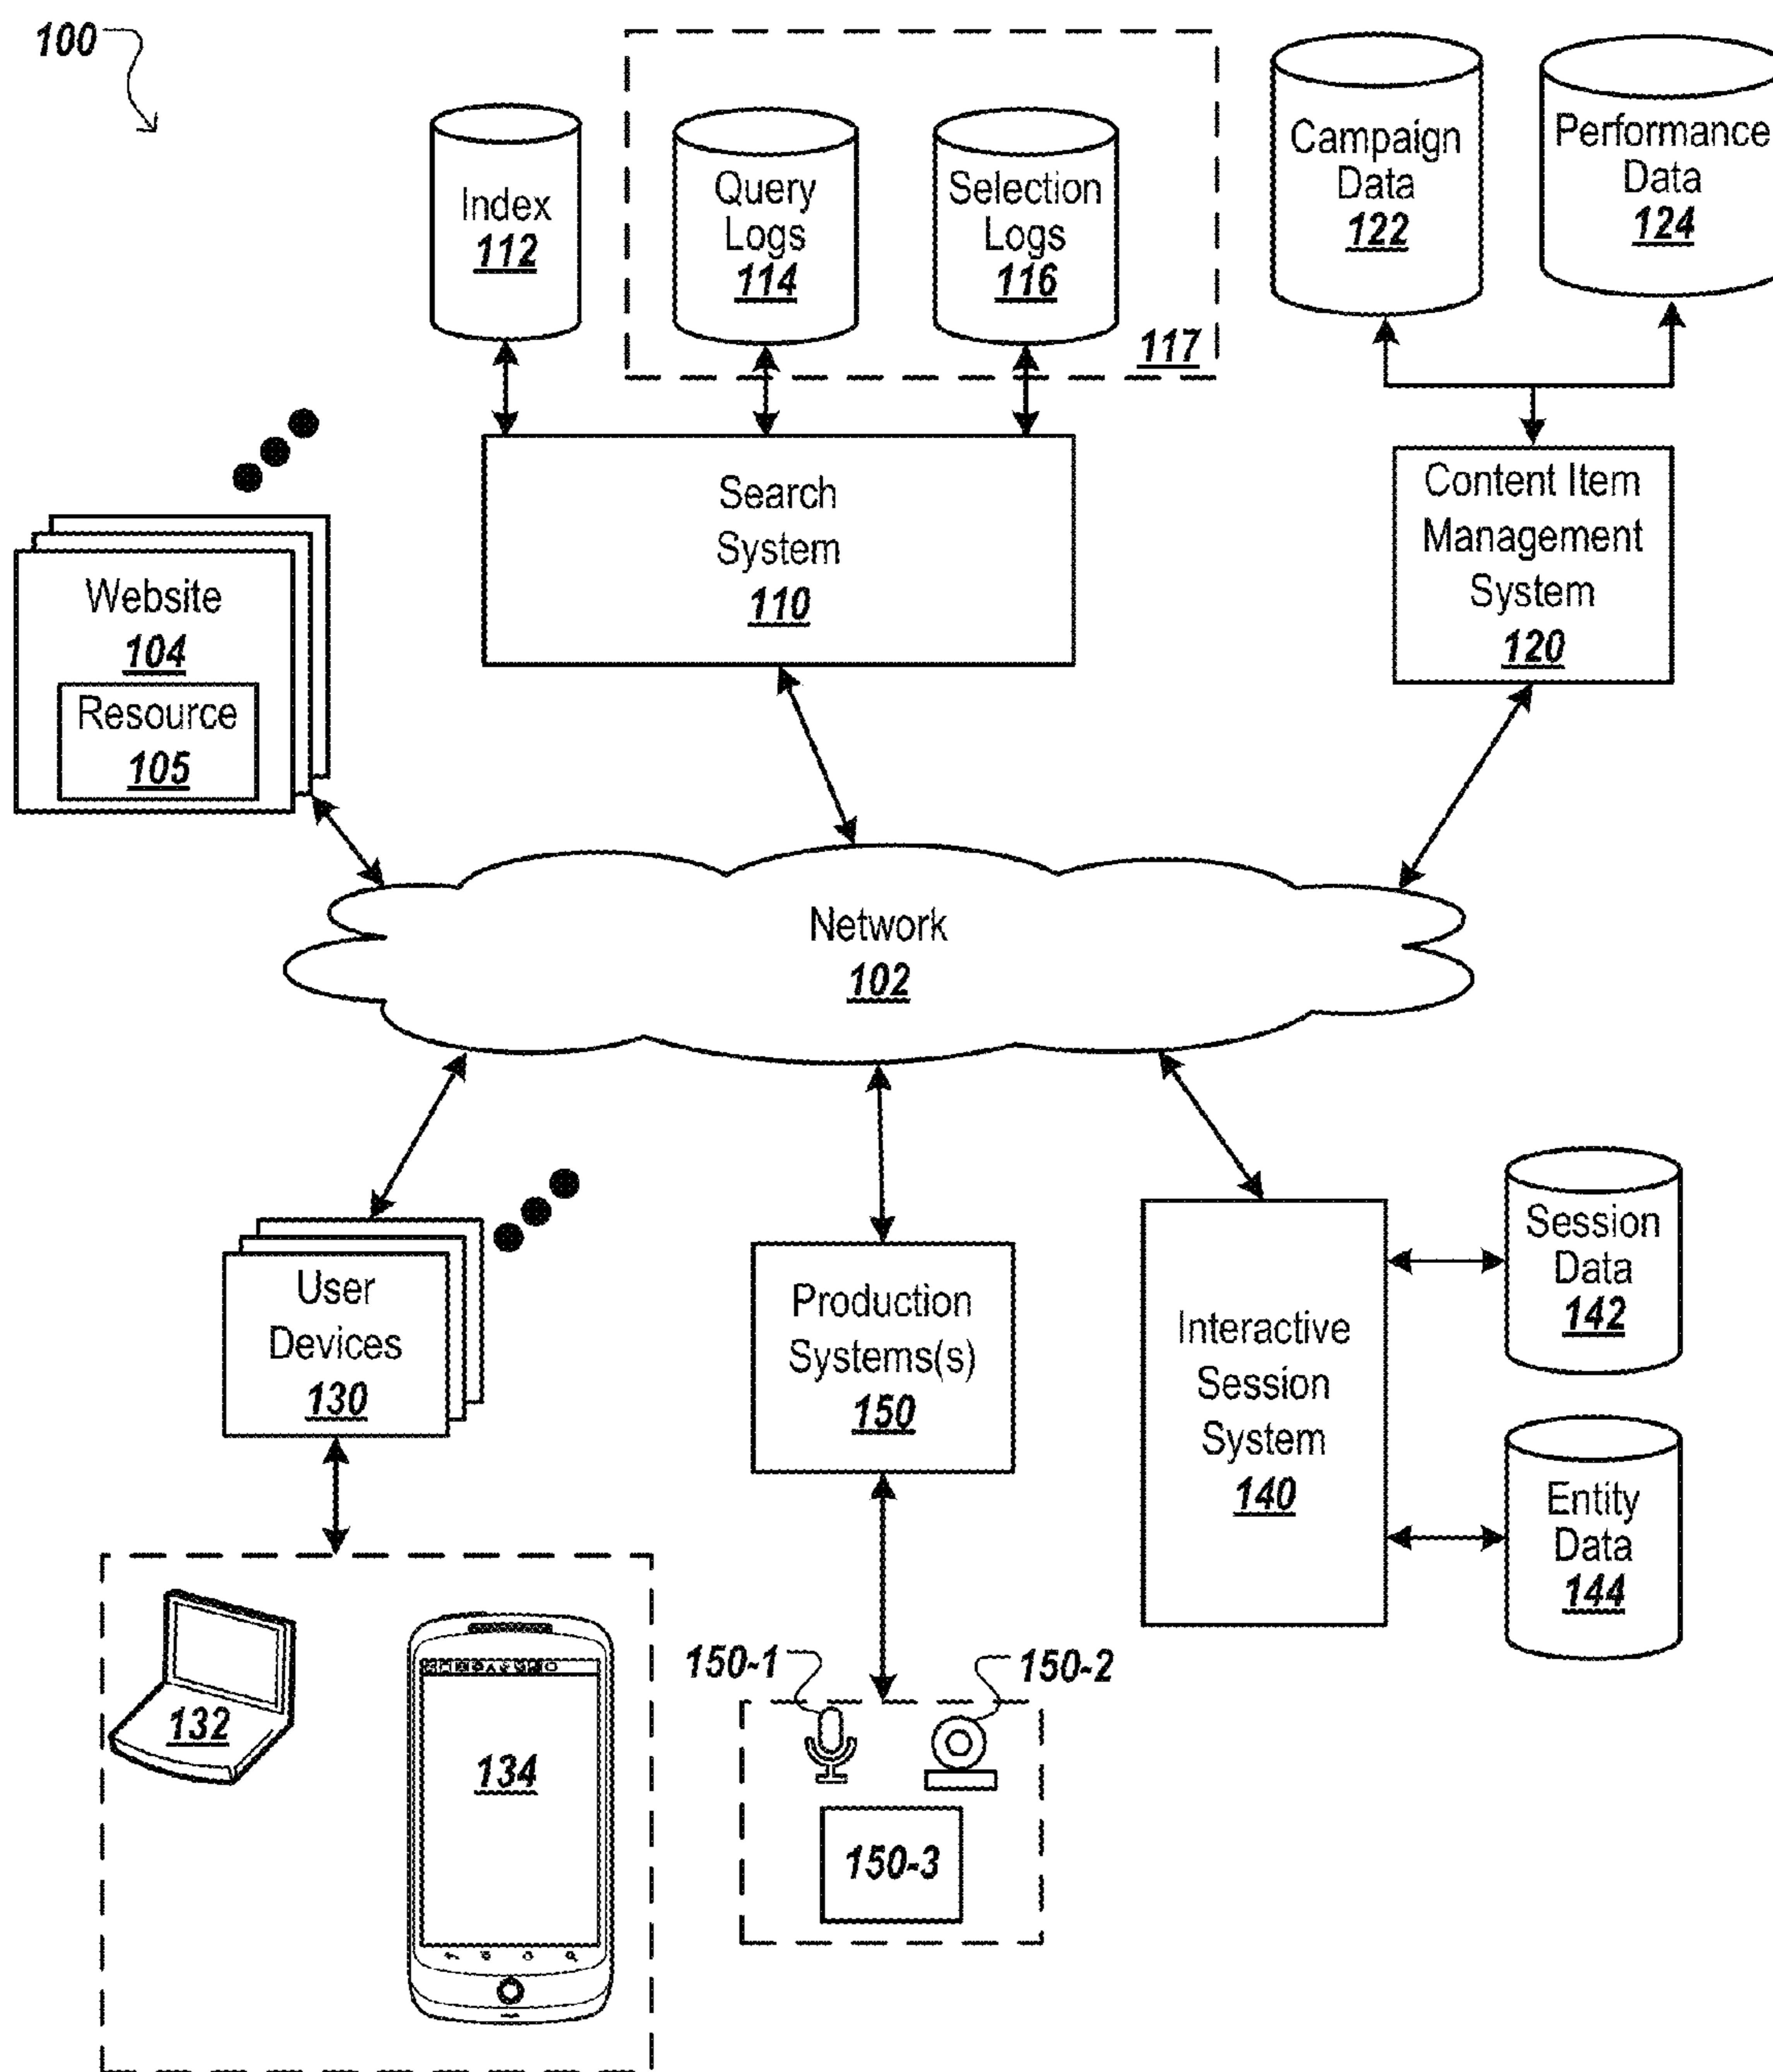 100
Index
112
Query
Logs
114
Selection
Logs
116
117
Campaign
Data
122
Performance
Data
124
Search
System
110
Content Item
Management
System
120
Website
104
Resource
105
Network
102
User
Devices
130
Production
Systems(s)
150
Interactive
Session
System
140
Session
Data
142
Entity
Data
144
132
134
150-1
150-2
150-3